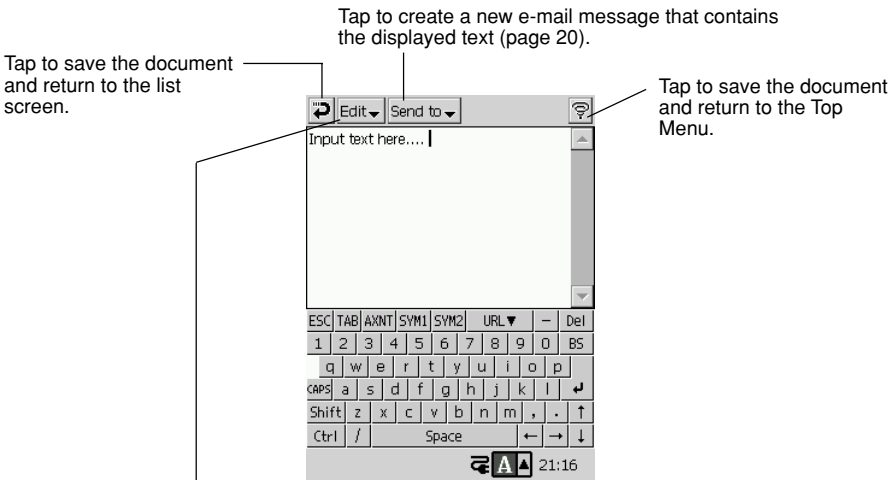 Tap to create a new e-mail message that contains
the displayed text (page 20).
Tap to save the document
and return to the list
screen.
Tap to save the document
and return to the Top
Menu.
Edit Send to
Input text here....
ESC TAB AXNT SYM1 SYM2 URL▼ – Del
1 2 3 4 5 6 7 8 9 0 BS
q w e r t y u i o p
CAPS a s d f g h j k l ↵
Shift z x c v b n m , . ↑
Ctrl / Space ← → ↓
A ▲ 21:16